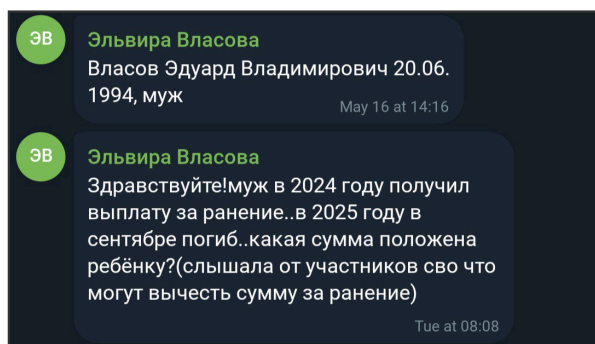 ЭВ
Эльвира Власова
Власов Эдуард Владимирович 20.06.
1994, муж
May 16 at 14:16
ЭВ
Эльвира Власова
Здравствуйте!муж в 2024 году получил
выплату за ранение..в 2025 году в
сентябре погиб..какая сумма положена
ребёнку?(слышала от участников сво что
могут вычесть сумму за ранение)
Tue at 08:08